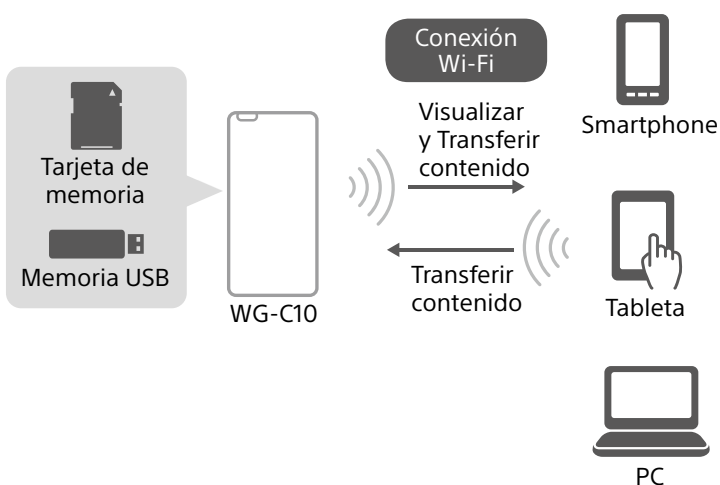 Conexión
Wi-Fi
Visualizar
y Transferir
contenido
Smartphone
Tarjeta de
memoria
Memoria USB
WG-C10
Transferir
contenido
Tableta
PC